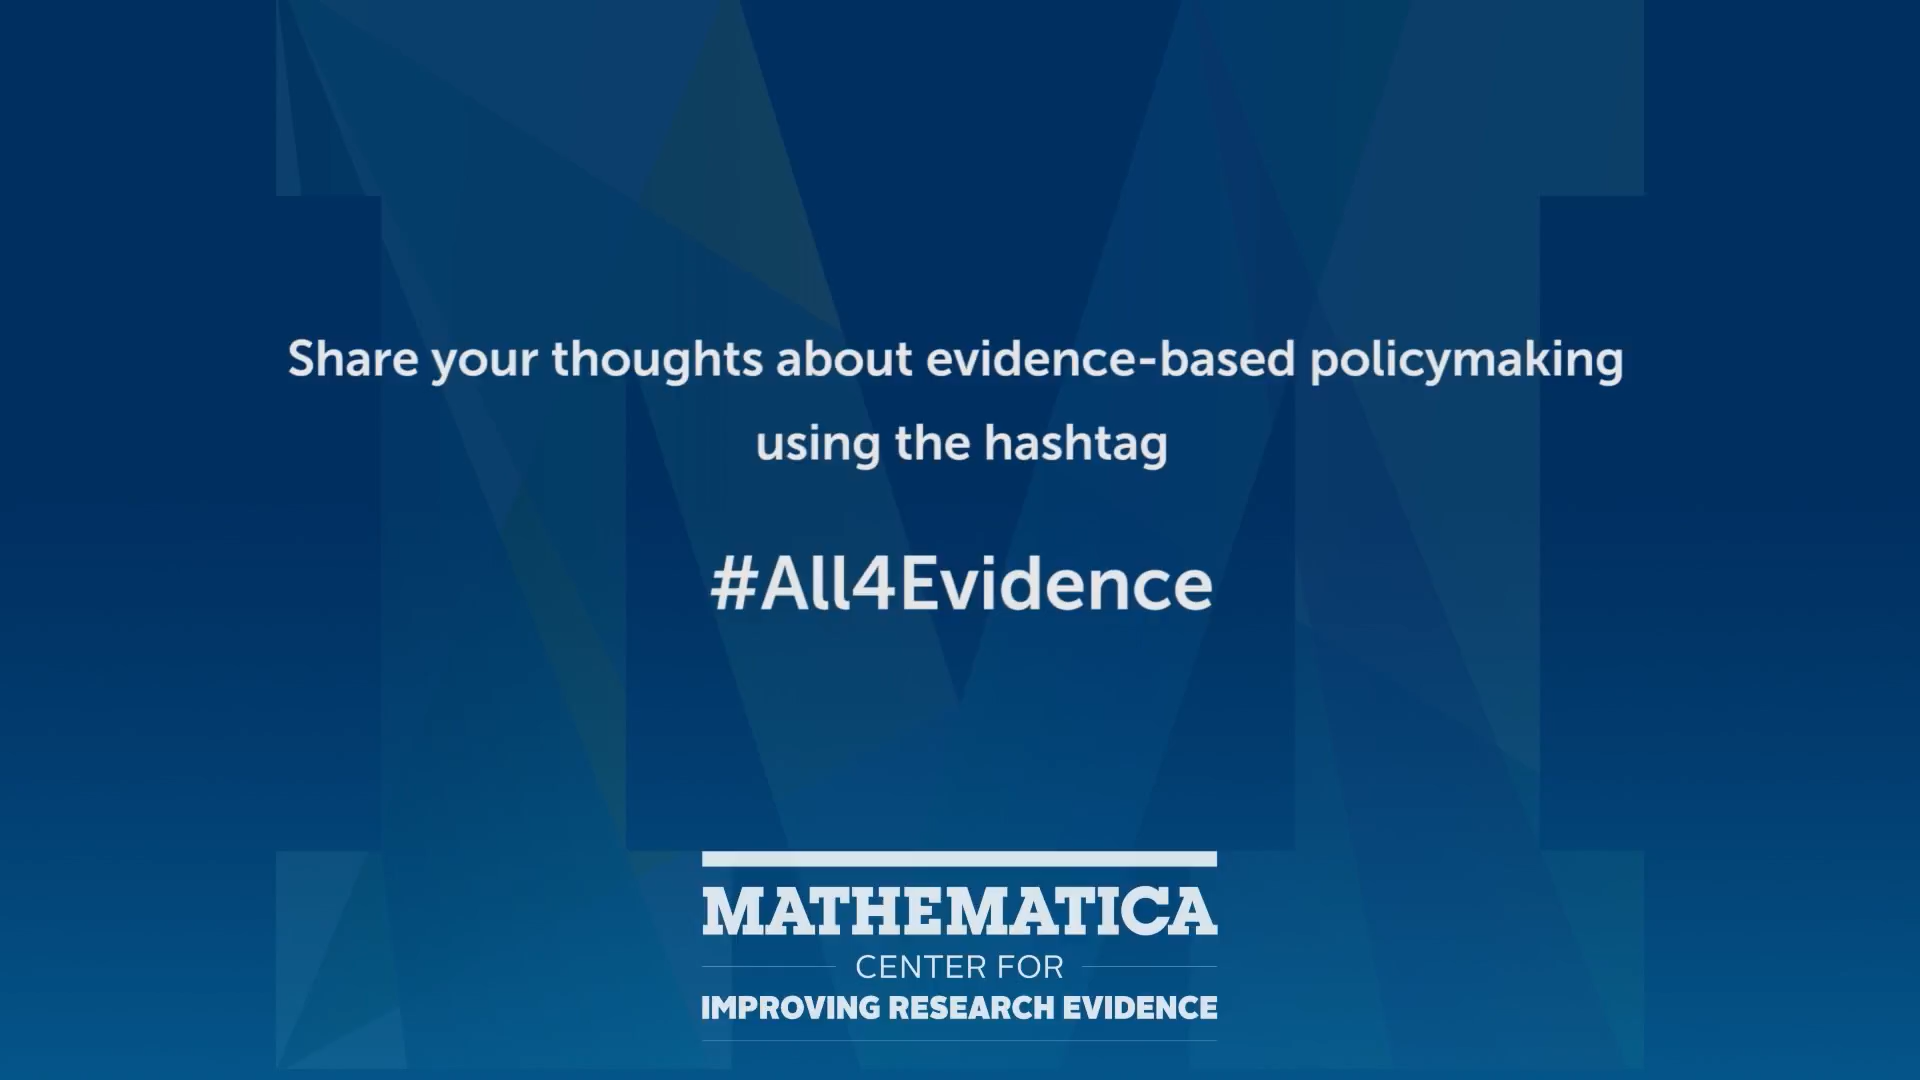 Share your thoughts about evidence-based policymaking
using the hashtag
#All4Evidence
MATHEMATICA
CENTER FOR
IMPROVING RESEARCH EVIDENCE